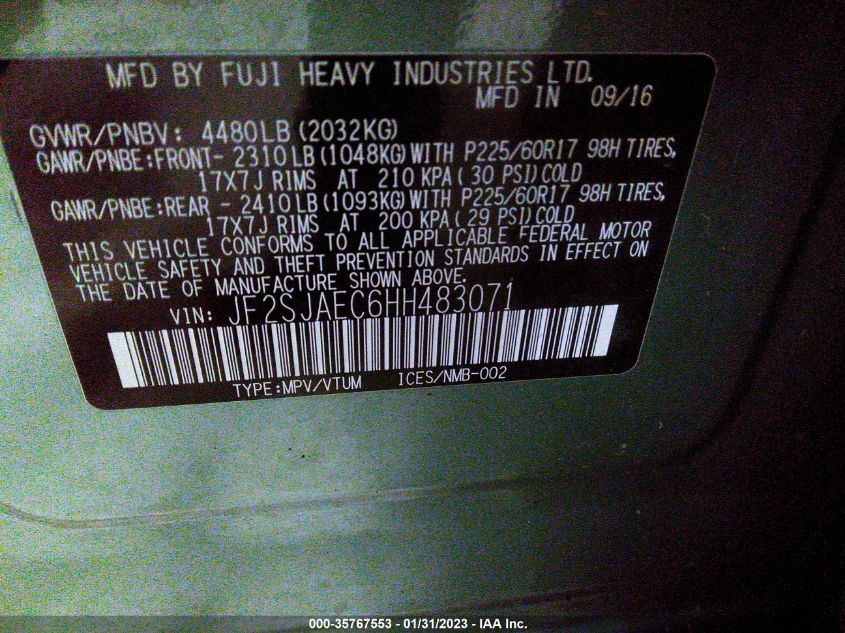 MFD BY FUJI HEAVY INDUSTRIES LTD.
MFD IN 09/16
GVWR/PNBV: 4480LB (2032KG)
GAWR/PNBE:FRONT- 2310LB (1048KG) WITH P225/60R17 98H TIRES,
17X7J RIMS AT 210 KPA ( 30 PSI) COLD
GAWR/PNBE:REAR - 2410LB (1093KG) WITH P225/60R17 98H TIRES,
17X7J RIMS AT 200 KPA ( 29 PSI) COLD
THIS VEHICLE CONFORMS TO ALL APPLICABLE FEDERAL MOTOR
VEHICLE SAFETY AND THEFT PREVENTION STANDARDS IN EFFECT ON
THE DATE OF MANUFACTURE SHOWN ABOVE.
VIN: JF2SJAEC6HH483071
TYPE:MPV/VTUM ICES/NMB-002
000-35767553 - 01/31/2023 - IAA Inc.